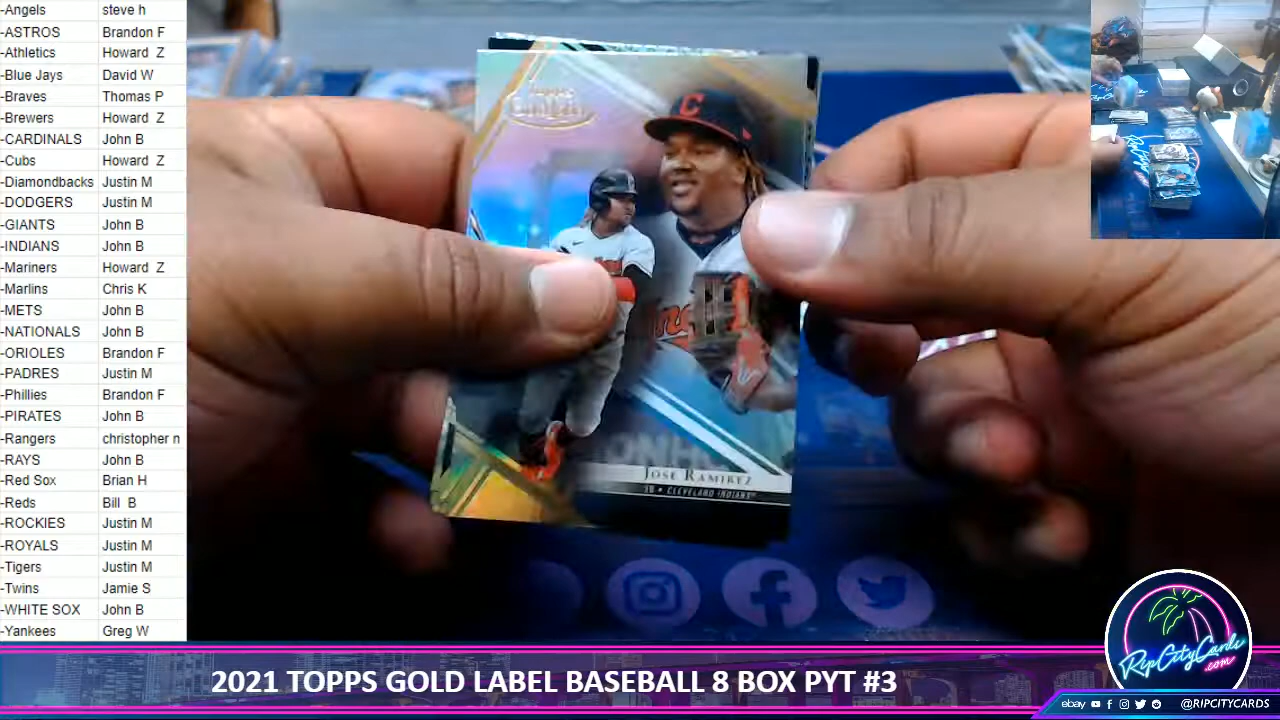 -Angels steve h
-ASTROS Brandon F
-Athletics Howard Z
-Blue Jays David W
-Braves Thomas P
-Brewers Howard Z
-CARDINALS John B
-Cubs Howard Z
-Diamondbacks Justin M
-DODGERS Justin M
-GIANTS John B
-INDIANS John B
-Mariners Howard Z
-Marlins Chris K
-METS John B
-NATIONALS John B
-ORIOLES Brandon F
-PADRES Justin M
-Phillies Brandon F
-PIRATES John B
-Rangers christopher n
-RAYS John B
-Red Sox Brian H
-Reds Bill B
-ROCKIES Justin M
-ROYALS Justin M
-Tigers Justin M
-Twins Jamie S
-WHITE SOX John B
-Yankees Greg W
Topps
Gold Label
C
JOSE RAMIREZ
3B • CLEVELAND INDIANS
RipCityCards
.com
2021 TOPPS GOLD LABEL BASEBALL 8 BOX PYT #3
ebay @RIPCITYCARDS